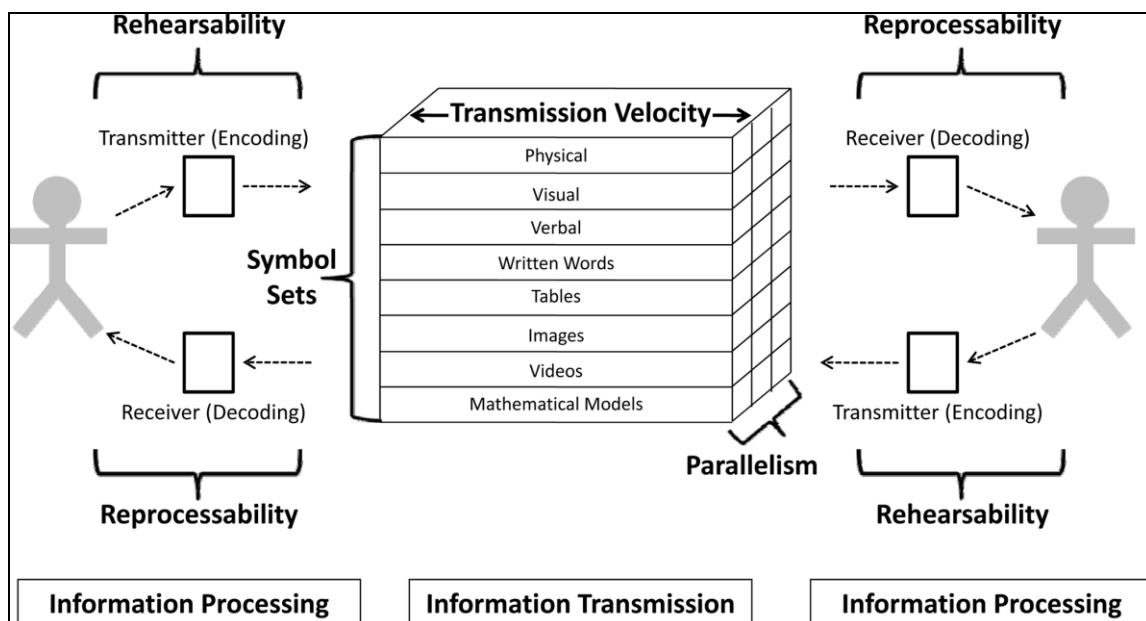 Rehearsability
Reprocessability
Transmission Velocity
Transmitter (Encoding)
Receiver (Decoding)
Physical
Visual
Verbal
Symbol
Sets
Written Words
Tables
Images
Videos
Mathematical Models
Receiver (Decoding)
Transmitter (Encoding)
Parallelism
Reprocessability
Rehearsability
Information Processing
Information Transmission
Information Processing